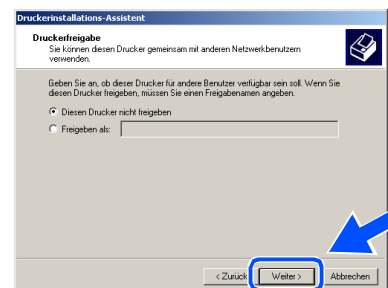 Druckerinstallations-Assistent
Druckerfreigabe
Sie können diesen Drucker gemeinsam mit anderen Netzwerkbenutzern
verwenden.
Geben Sie an, ob dieser Drucker für andere Benutzer verfügbar sein soll. Wenn Sie
diesen Drucker freigeben, müssen Sie einen Freigabenamen angeben.
Diesen Drucker nicht freigeben
Freigeben als:
< Zurück Weiter > Abbrechen